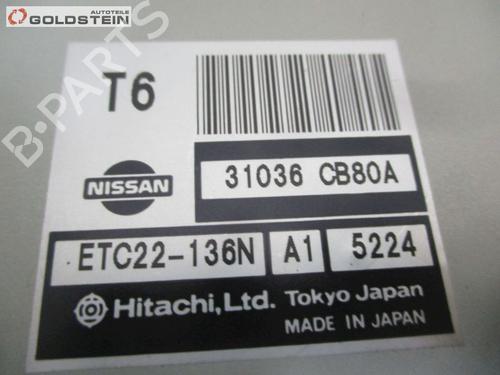 AUTOTEILE
GOLDSTEIN
T6
B-PARTS
NISSAN
31036 CB80A
ETC22-136N A1 5224
Hitachi, Ltd. Tokyo Japan
MADE IN JAPAN